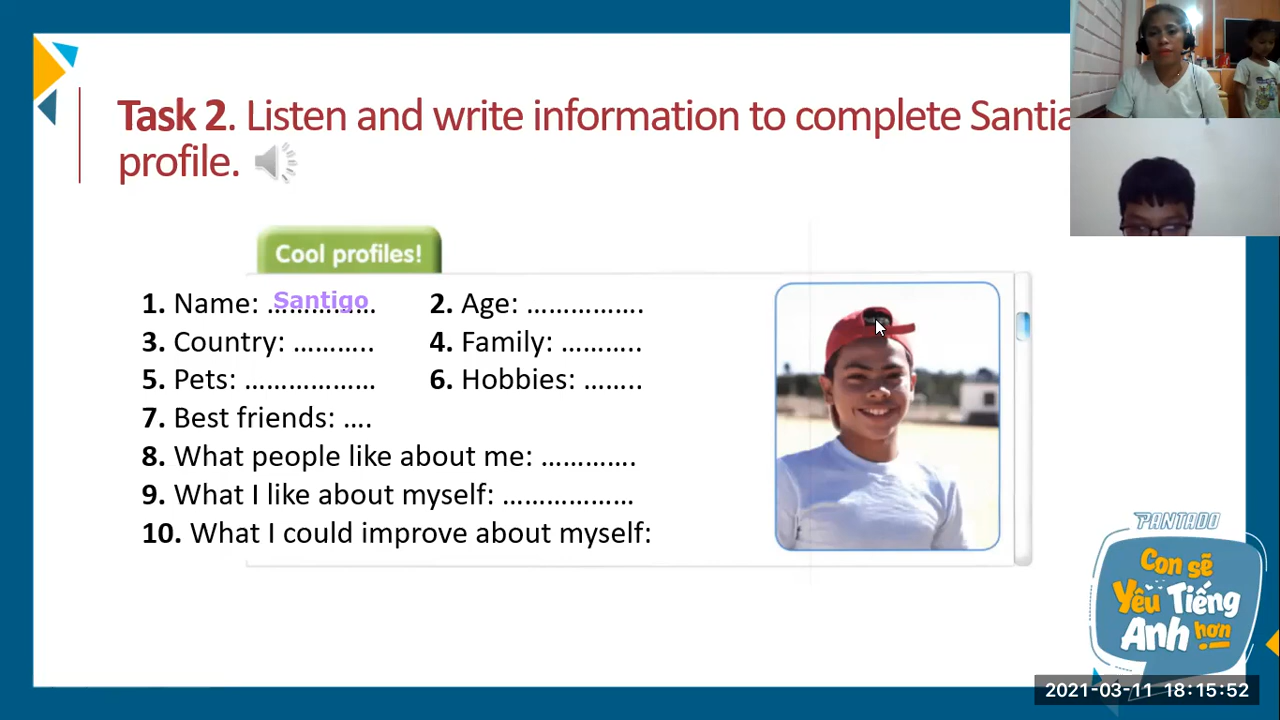 Task 2. Listen and write information to complete
profile.
Cool profiles!
1. Name: ................ Santigo 2. Age: ................
3. Country: ........... 4. Family: ...........
5. Pets: .................. 6. Hobbies: ........
7. Best friends: ....
8. What people like about me: .............
9. What I like about myself: ..................
10. What I could improve about myself:
PANTADO
Con sẽ
Yêu Tiếng
Anh hơn
2021-03-11 18:15:52